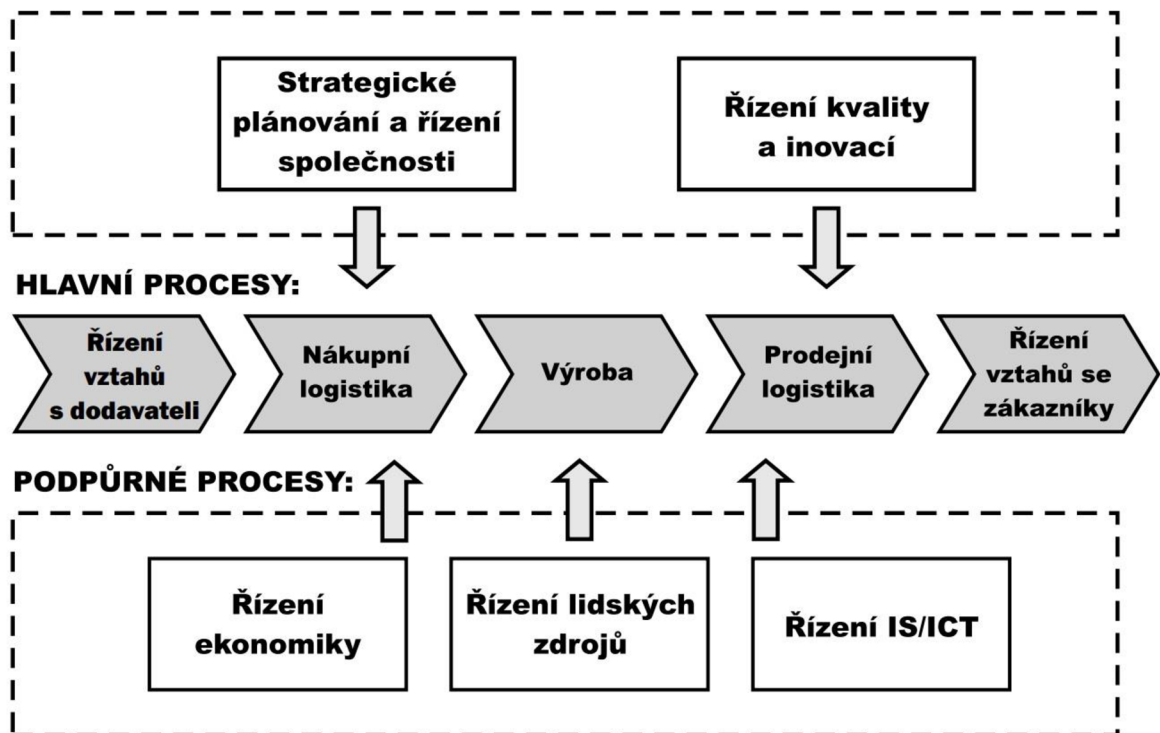 Strategické
plánování a řízení
společnosti
Řízení kvality
a inovací
HLAVNÍ PROCESY:
Řízení
vztahů
s dodavateli
Nákupní
logistika
Výroba
Prodejní
logistika
Řízení
vztahů se
zákazníky
PODPŮRNÉ PROCESY:
Řízení
ekonomiky
Řízení lidských
zdrojů
Řízení IS/ICT